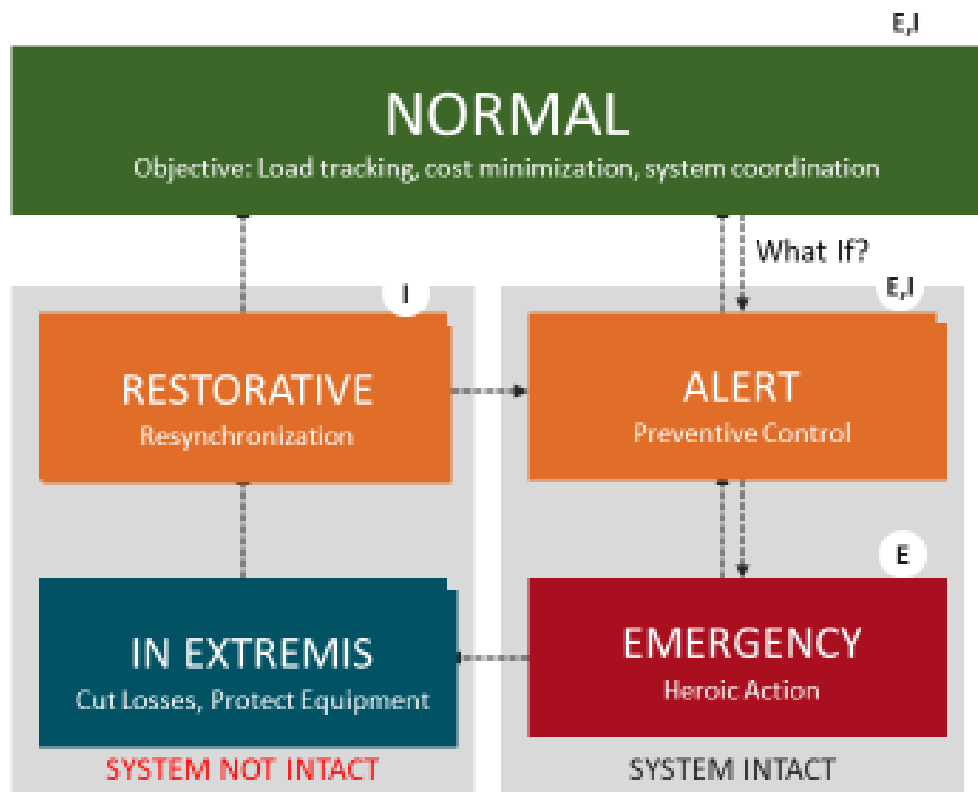 E,I
NORMAL
Objective: Load tracking, cost minimization, system coordination
What If?
I
E,I
RESTORATIVE
Resynchronization
ALERT
Preventive Control
E
IN EXTREMIS
Cut Losses, Protect Equipment
EMERGENCY
Heroic Action
SYSTEM NOT INTACT
SYSTEM INTACT